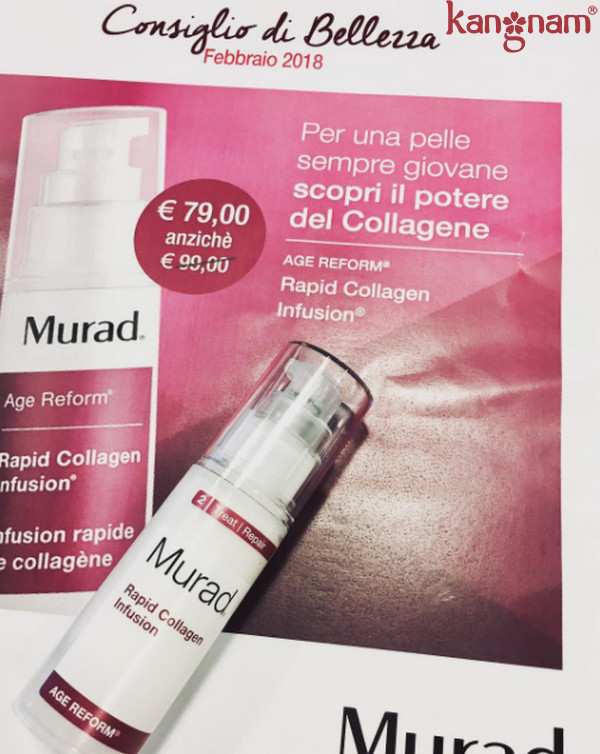 Consiglio di Bellezza
Febbraio 2018
kangnam®
Per una pelle
sempre giovane
scopri il potere
del Collagene
€ 79,00
anzichè
€ 99,00
AGE REFORM®
Rapid Collagen
Infusion®
Murad.
Age Reform®
Rapid Collagen
nfusion®
nfusion rapide
e collagène
2 Treat | Repair
Murad.
Rapid Collagen
Infusion
AGE REFORM®
Murad